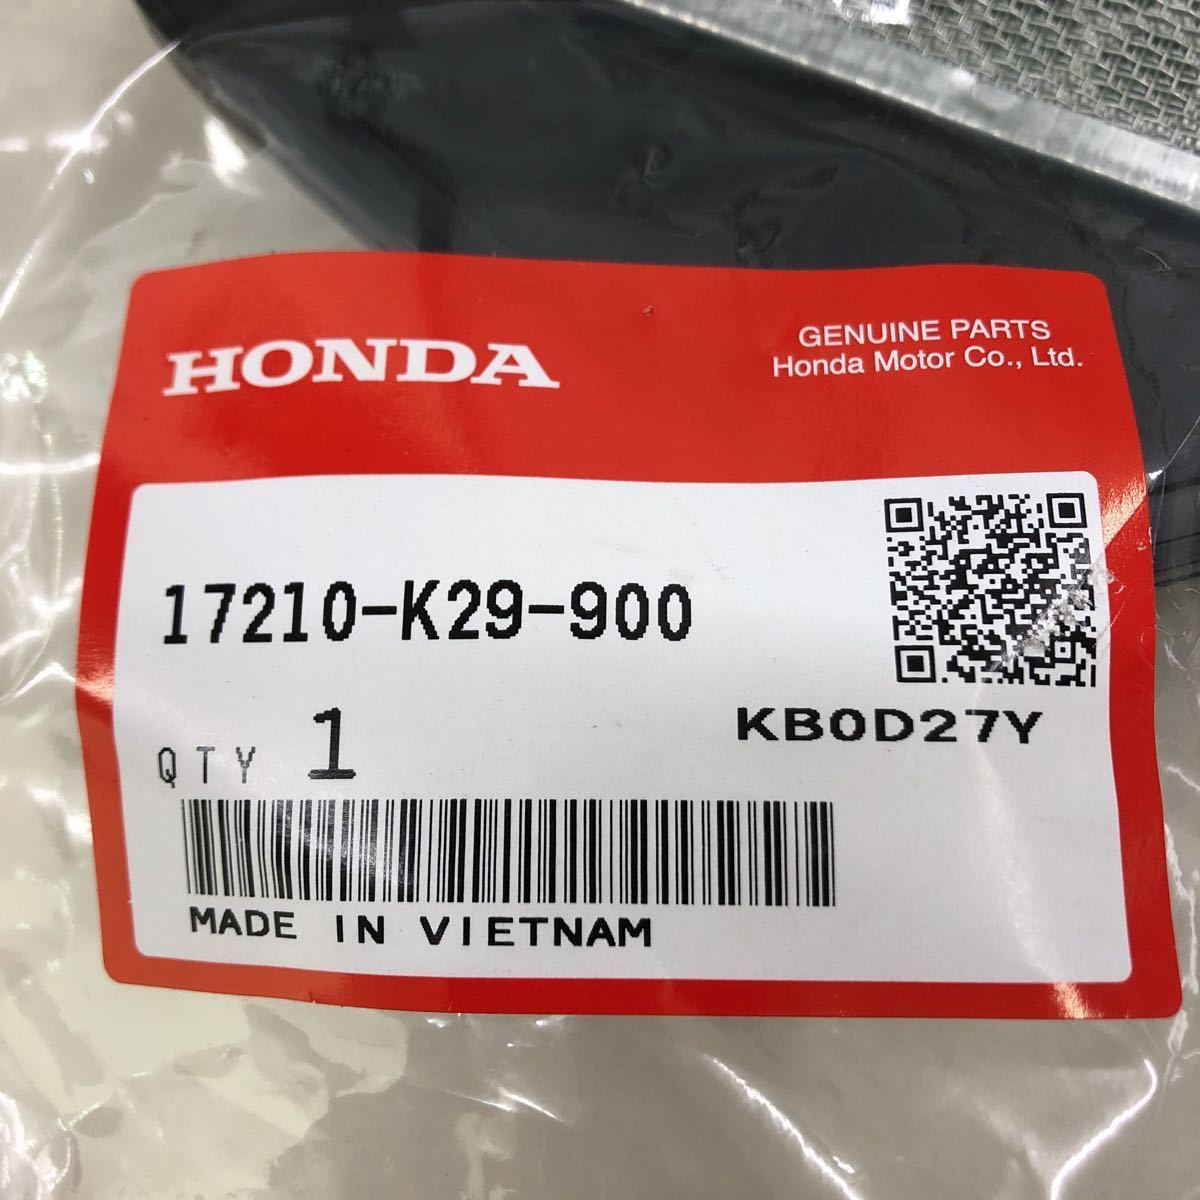 HONDA
GENUINE PARTS
Honda Motor Co., Ltd.
17210-K29-900
KB0D27Y
QTY 1
MADE IN VIETNAM